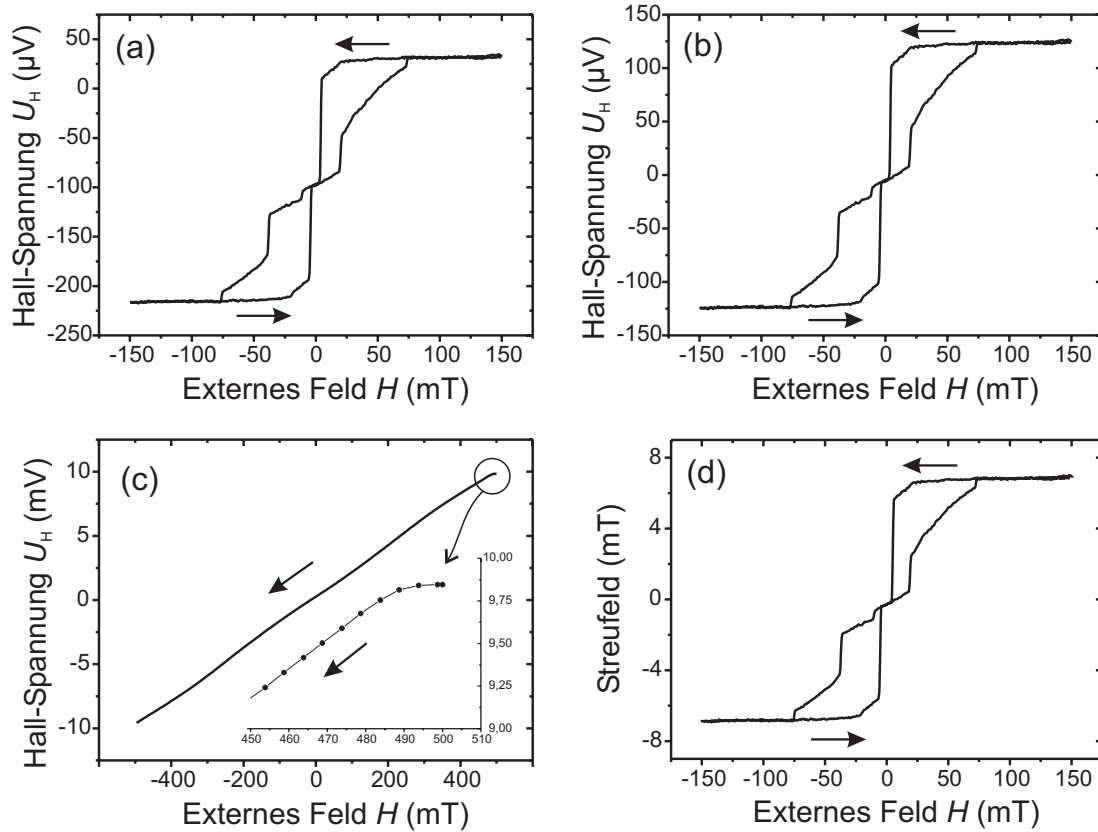 (a)
Hall-Spannung U_H (µV)
50
0
-50
-100
-150
-200
-250
-150 -100 -50 0 50 100 150
Externes Feld H (mT)
(b)
Hall-Spannung U_H (µV)
150
100
50
0
-50
-100
-150
-150 -100 -50 0 50 100 150
Externes Feld H (mT)
(c)
Hall-Spannung U_H (mV)
10
5
0
-5
-10
-400 -200 0 200 400
Externes Feld H (mT)
10,00
9,75
9,50
9,25
9,00
450 460 470 480 490 500 510
(d)
Streufeld (mT)
8
4
0
-4
-8
-150 -100 -50 0 50 100 150
Externes Feld H (mT)